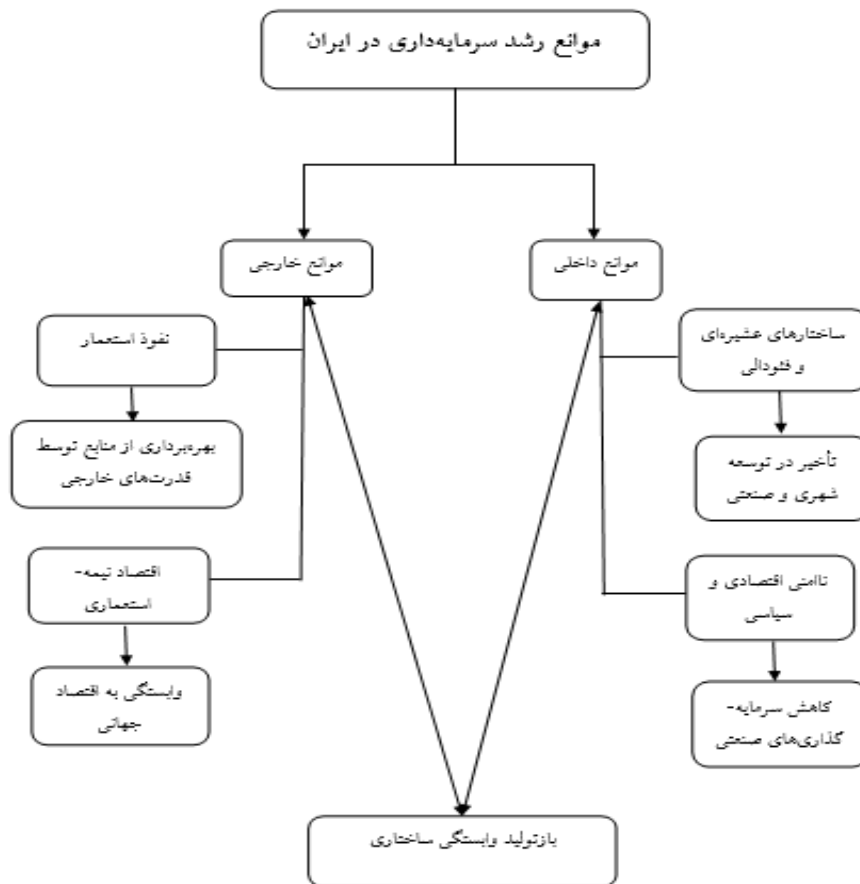 موانع رشد سرمایه‌داری در ایران
موانع داخلی
موانع خارجی
ساختارهای عشیره‌ای
و فئودالی
نفوذ استعمار
تأخیر در توسعه
شهری و صنعتی
بهره‌برداری از منابع توسط
قدرت‌های خارجی
ناامنی اقتصادی و
سیاسی
اقتصاد نیمه-
استعماری
کاهش سرمایه-
گذاری‌های صنعتی
وابستگی به اقتصاد
جهانی
بازتولید وابستگی ساختاری